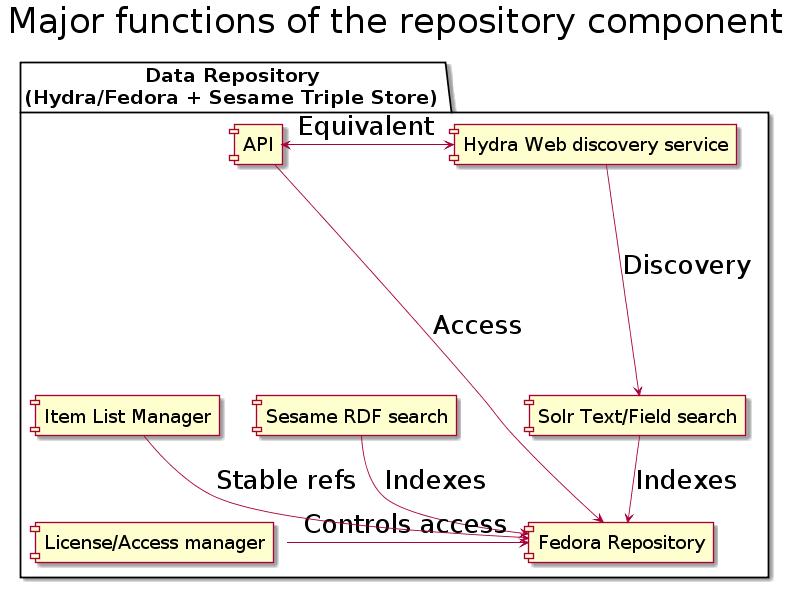 Major functions of the repository component
Data Repository
(Hydra/Fedora + Sesame Triple Store)
Equivalent
API
Hydra Web discovery service
Discovery
Access
Item List Manager
Sesame RDF search
Solr Text/Field search
Stable refs
Indexes
Indexes
Controls access
License/Access manager
Fedora Repository